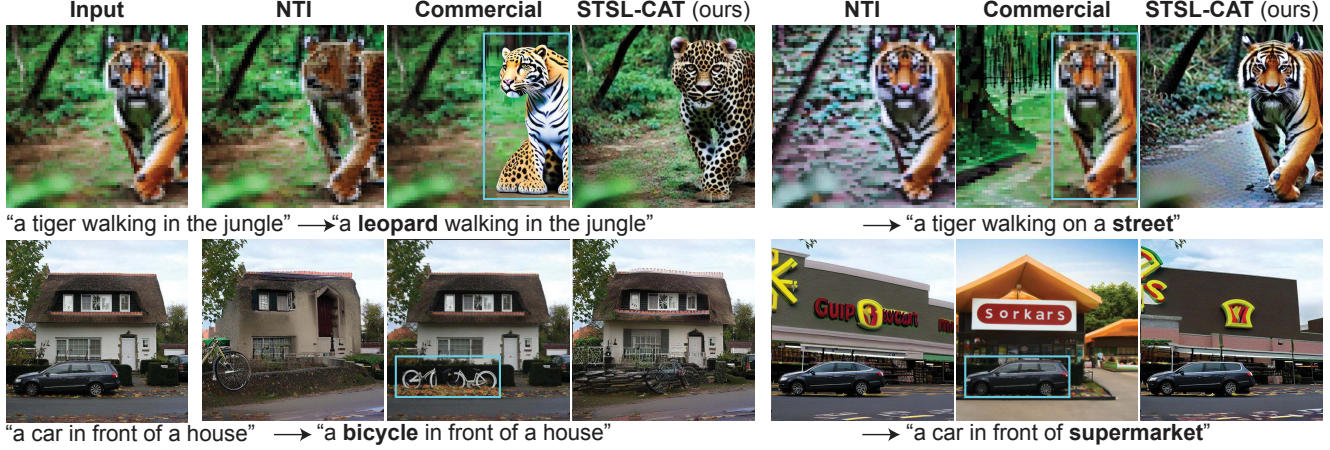 Input NTI Commercial STSL-CAT (ours) NTI Commercial STSL-CAT (ours)
“a tiger walking in the jungle” → “a leopard walking in the jungle” → “a tiger walking on a street”
Guip
sorkars
“a car in front of a house” → “a bicycle in front of a house” → “a car in front of supermarket”